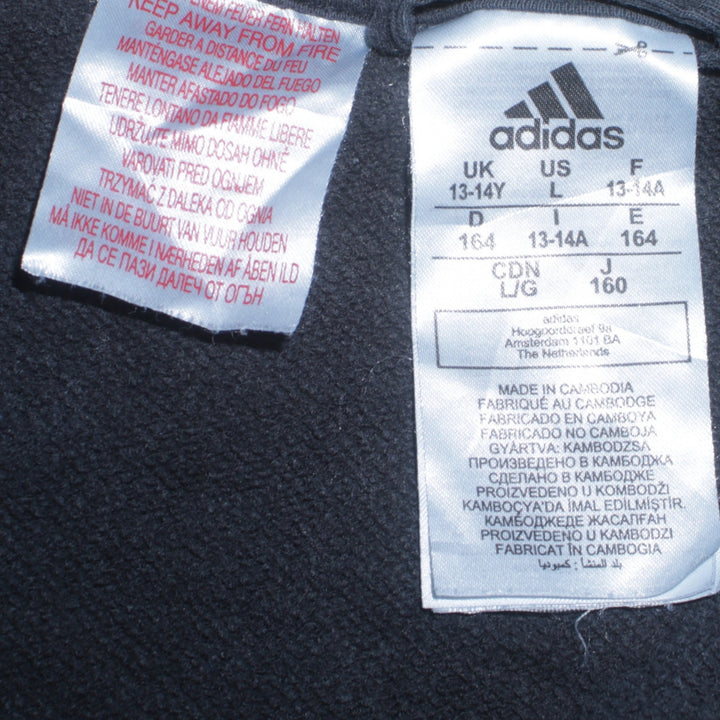 KEEP AWAY FROM FIRE
GARDER A DISTANCE DU FEU
MANTÉNGASE ALEJADO DEL FUEGO
MANTER AFASTADO DO FOGO
TENERE LONTANO DA FIAMME LIBERE
UDRŽUJTE MIMO DOSAH OHNĚ
VAROVATI PRED OGNJEM
TRZYMAĆ Z DALEKA OD OGNIA
NIET IN DE BUURT VAN VUUR HOUDEN
MÅ IKKE KOMME I NÆRHEDEN AF ÅBEN ILD
ДА СЕ ПАЗИ ДАЛЕЧ ОТ ОГЪН
adidas
UK US F
13-14Y L 13-14A
D I E
164 13-14A 164
CDN J
L/G 160
adidas
Hoogoorddreef 9a
Amsterdam 1101 BA
The Netherlands
MADE IN CAMBODIA
FABRIQUÉ AU CAMBODGE
FABRICADO EN CAMBOYA
FABRICADO NO CAMBOJA
GYÁRTVA: KAMBODZSA
ПРОИЗВЕДЕНО В КАМБОДЖА
СДЕЛАНО В КАМБОДЖЕ
PROIZVEDENO U KOMBODŽI
KAMBOÇYA'DA İMAL EDİLMİŞTİR.
КАМБОДЖЕДЕ ЖАСАЛҒАН
PROIZVEDENO U KAMBODŽI
FABRICAT ÎN CAMBOGIA
بلد المنشأ: كمبوديا